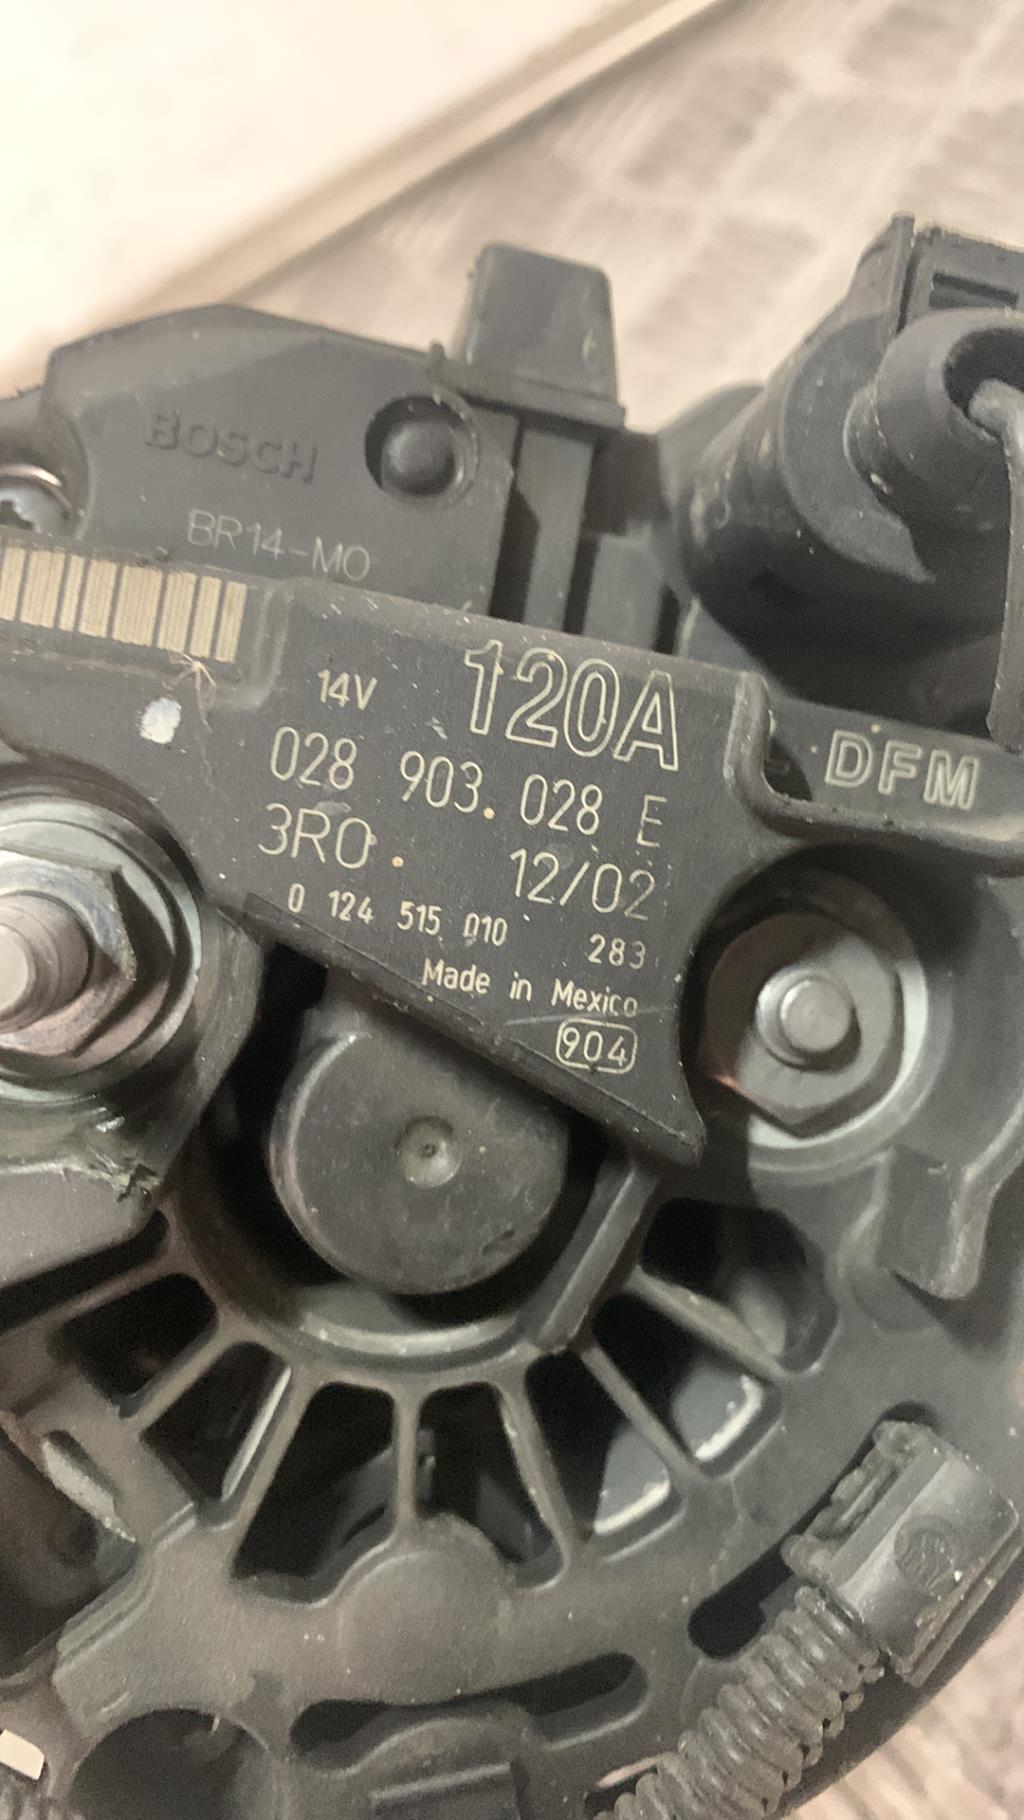 BOSCH
BR14-MO
14V 120A
DFM
028 903. 028 E
3RO. 12/02
0 124 515 010 283
Made in Mexico
904